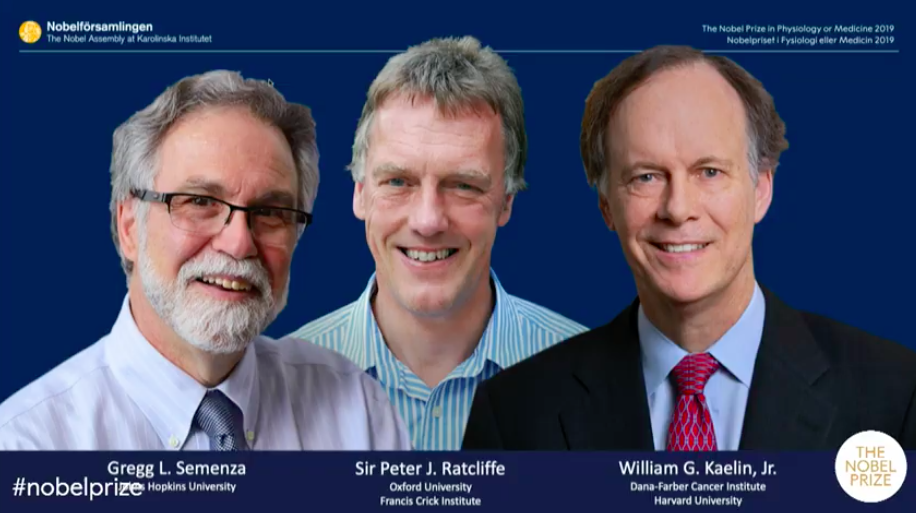 Nobelförsamlingen
The Nobel Assembly at Karolinska Institutet
The Nobel Prize in Physiology or Medicine 2019
Nobelpriset i Fysiologi eller Medicin 2019
Gregg L. Semenza
Hopkins University
Sir Peter J. Ratcliffe
Oxford University
Francis Crick Institute
William G. Kaelin, Jr.
Dana-Farber Cancer Institute
Harvard University
#nobelprize
THE
NOBEL
PRIZE